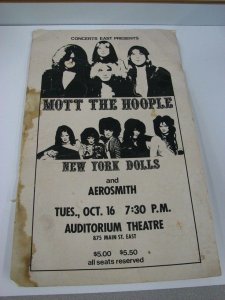 CONCERTS EAST PRESENTS
MOTT THE HOOPLE
NEW YORK DOLLS
and
AEROSMITH
TUES., OCT. 16 7:30 P.M.
AUDITORIUM THEATRE
875 MAIN ST. EAST
$5.00 $5.50
all seats reserved